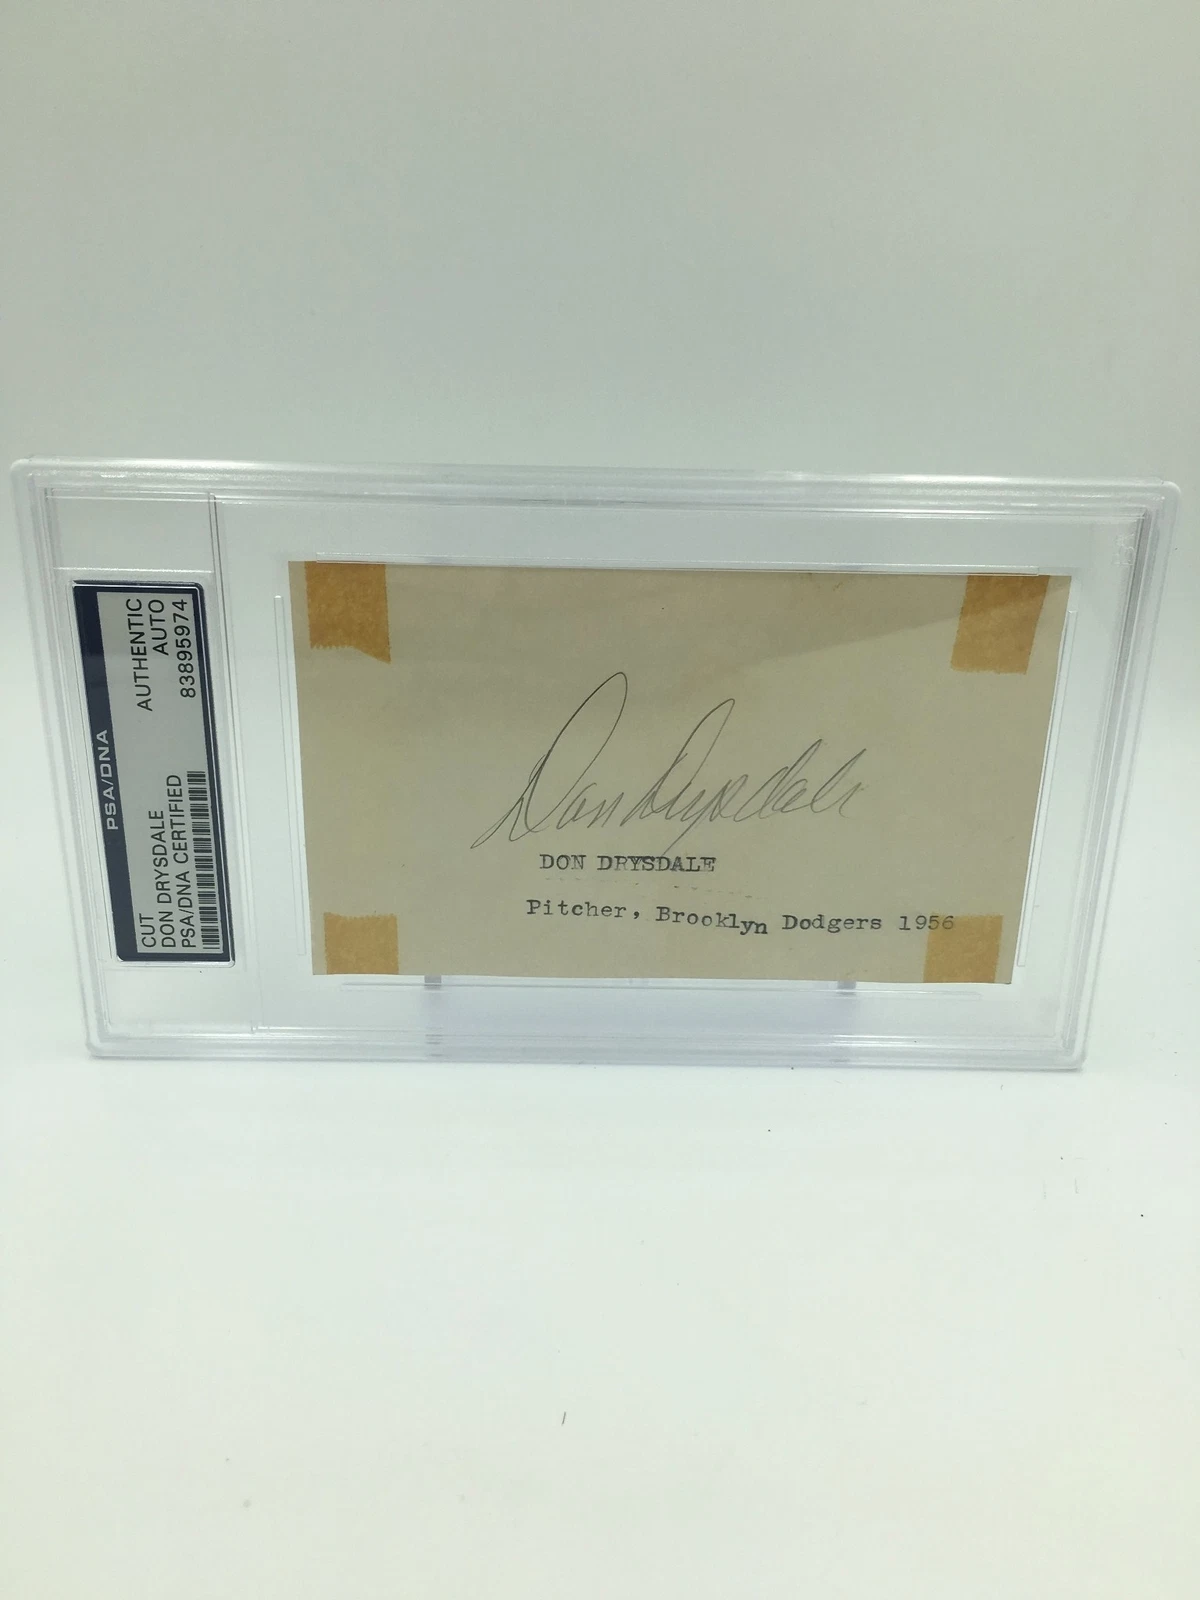 PSA/DNA
CUT
DON DRYSDALE
PSA/DNA CERTIFIED
AUTHENTIC
AUTO
83895974
Don Drysdale
DON DRYSDALE
Pitcher, Brooklyn Dodgers 1956